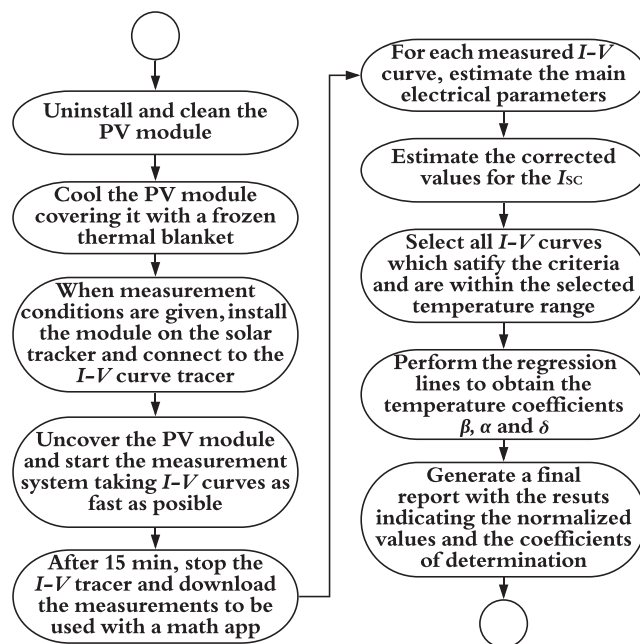 Uninstall and clean the
PV module
Cool the PV module
covering it with a frozen
thermal blanket
When measurement
conditions are given, install
the module on the solar
tracker and connect to the
I-V curve tracer
Uncover the PV module
and start the measurement
system taking I-V curves as
fast as posible
After 15 min, stop the
I-V tracer and download
the measurements to be
used with a math app
For each measured I-V
curve, estimate the main
electrical parameters
Estimate the corrected
values for the ISC
Select all I-V curves
which satify the criteria
and are within the selected
temperature range
Perform the regression
lines to obtain the
temperature coefficients
β, α and δ
Generate a final
report with the resuts
indicating the normalized
values and the coefficients
of determination